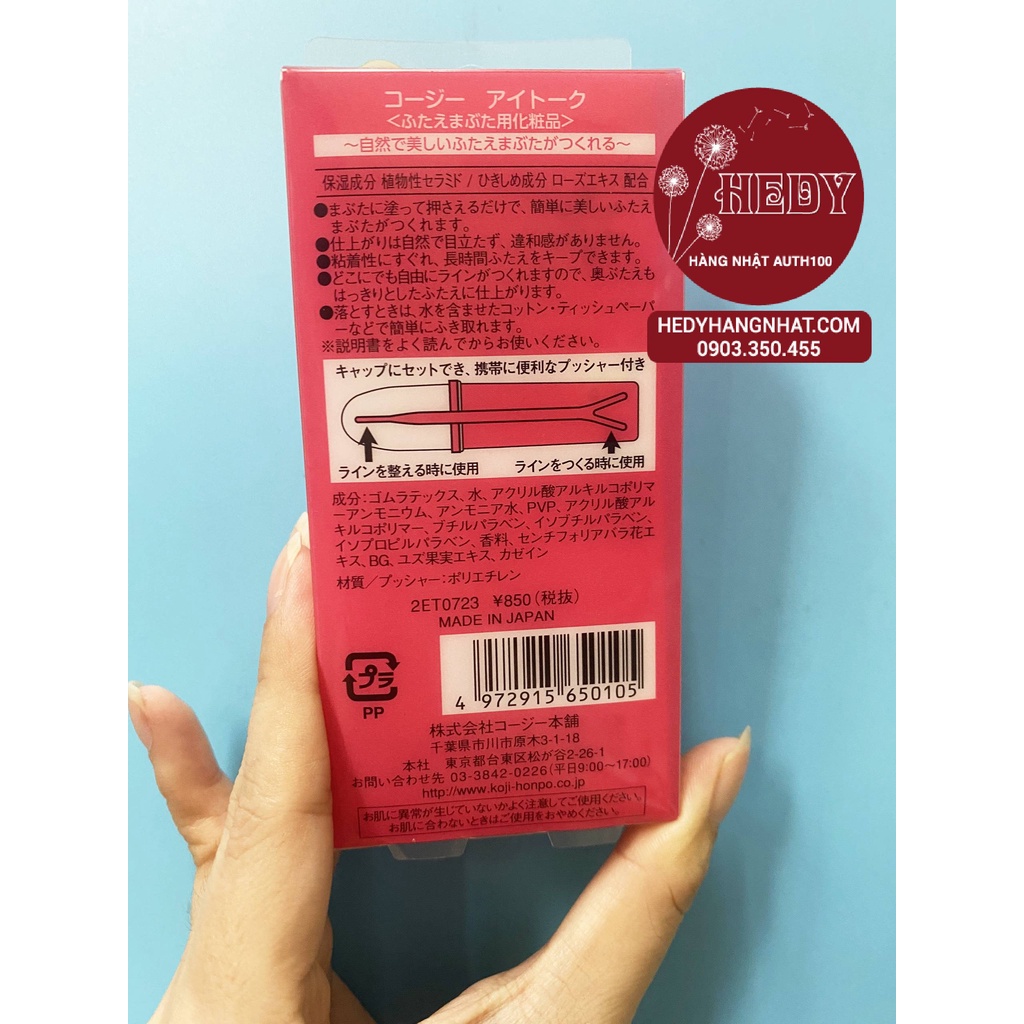 コージー アイトーク
<ふたえまぶた用化粧品>
～自然で美しいふたえまぶたがつくれる～
保湿成分 植物性セラミド / ひきしめ成分 ローズエキス 配合
●まぶたに塗って押さえるだけで、簡単に美しいふたえ
まぶたがつくれます。
●仕上がりは自然で目立たず、違和感がありません。
●粘着性にすぐれ、長時間ふたえをキープできます。
●どこにでも自由にラインがつくれますので、奥ぶたえも
はっきりとしたふたえに仕上がります。
●落とすときは、水を含ませたコットン・ティッシュペーパ
ーなどで簡単にふき取れます。
※説明書をよく読んでからお使いください。
キャップにセットでき、携帯に便利なプッシャー付き
ラインを整える時に使用
ラインをつくる時に使用
成分：ゴムラテックス、水、アクリル酸アルキルコポリマ
ーアンモニウム、アンモニア水、PVP、アクリル酸アル
キルコポリマー、ブチルパラベン、イソブチルパラベン、
イソプロピルパラベン、香料、センチフォリアバラ花エ
キス、BG、ユズ果実エキス、カゼイン
材質／プッシャー：ポリエチレン
2ET0723 ¥850(税抜)
MADE IN JAPAN
プラ
PP
4 972915 650105
株式会社コージー本舗
千葉県市川市原木3-1-18
本社 東京都台東区松が谷2-26-1
お問い合わせ先 03-3842-0226(平日9:00～17:00)
http://www.koji-honpo.co.jp
お肌に異常が生じていないかよく注意してご使用ください。
お肌に合わないときはご使用をおやめください。
HEDY
HÀNG NHẬT AUTH100
HEDYHANGNHAT.COM
0903.350.455